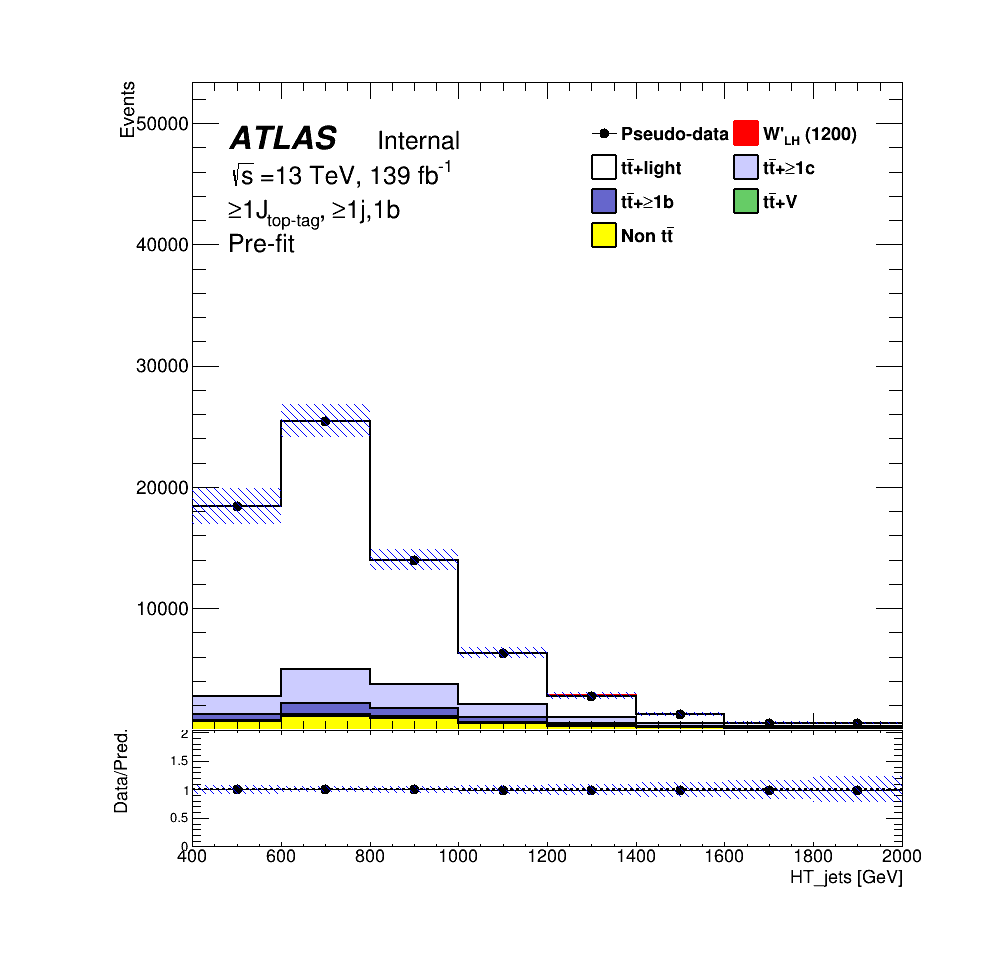 Events
50000
40000
30000
20000
10000
ATLAS Internal
√s =13 TeV, 139 fb⁻¹
≥1J_top-tag, ≥1j,1b
Pre-fit
Pseudo-data
W'_LH (1200)
tt̄+light
tt̄+≥1c
tt̄+≥1b
tt̄+V
Non tt̄
Data/Pred.
2
1.5
1
0.5
0
400 600 800 1000 1200 1400 1600 1800 2000
HT_jets [GeV]